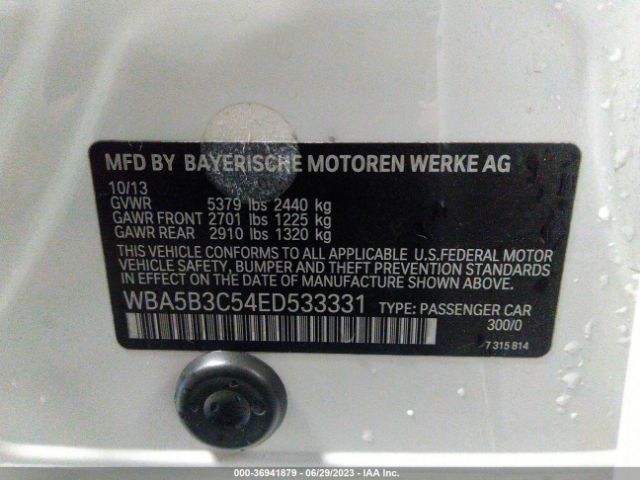 MFD BY BAYERISCHE MOTOREN WERKE AG
10/13
GVWR 5379 lbs 2440 kg
GAWR FRONT 2701 lbs 1225 kg
GAWR REAR 2910 lbs 1320 kg
THIS VEHICLE CONFORMS TO ALL APPLICABLE U.S.FEDERAL MOTOR
VEHICLE SAFETY, BUMPER AND THEFT PREVENTION STANDARDS
IN EFFECT ON THE DATE OF MANUFACTURE SHOWN ABOVE.
WBA5B3C54ED533331 TYPE: PASSENGER CAR
300/0
7 315 814
000-36941879 / 06/29/2023 - IAA Inc.